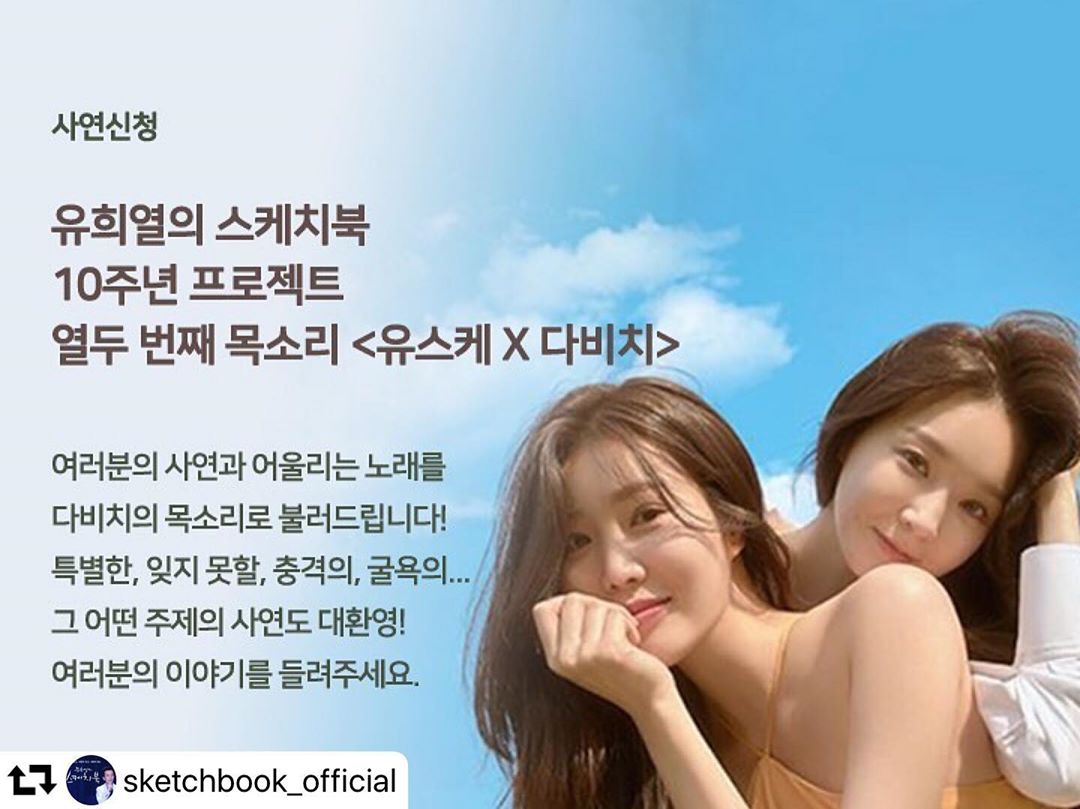 사연신청
유희열의 스케치북
10주년 프로젝트
열두 번째 목소리 <유스케 X 다비치>
여러분의 사연과 어울리는 노래를
다비치의 목소리로 불러드립니다!
특별한, 잊지 못할, 충격의, 굴욕의...
그 어떤 주제의 사연도 대환영!
여러분의 이야기를 들려주세요.
sketchbook_official